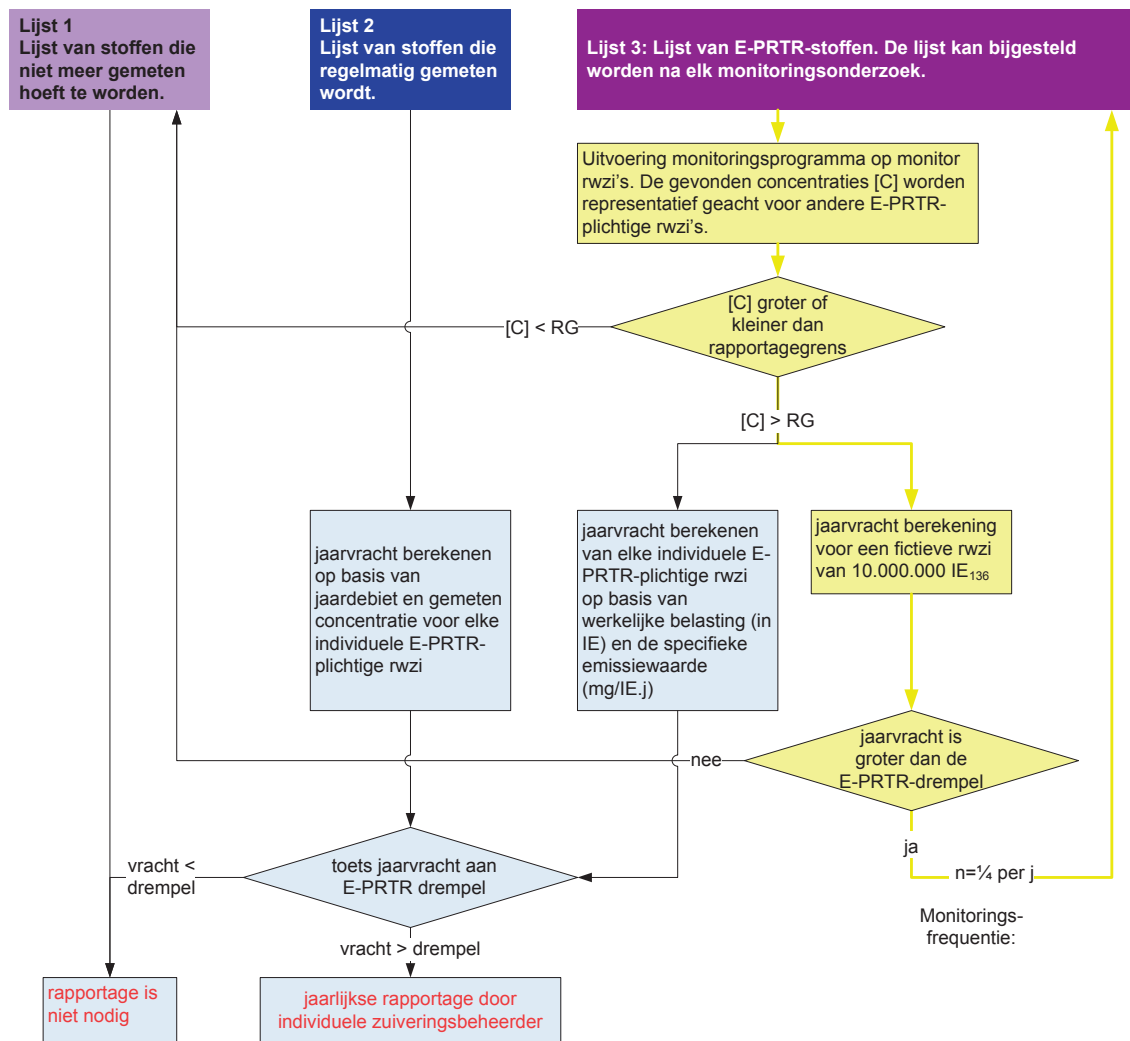 Lijst 1
Lijst van stoffen die
niet meer gemeten
hoeft te worden.
Lijst 2
Lijst van stoffen die
regelmatig gemeten
wordt.
Lijst 3: Lijst van E-PRTR-stoffen. De lijst kan bijgesteld
worden na elk monitoringsonderzoek.
Uitvoering monitoringsprogramma op monitor
rwzi's. De gevonden concentraties [C] worden
representatief geacht voor andere E-PRTR-
plichtige rwzi's.
[C] groter of
kleiner dan
rapportagegrens
[C] < RG
[C] > RG
jaarvracht berekenen
op basis van
jaardebiet en gemeten
concentratie voor elke
individuele E-PRTR-
plichtige rwzi
jaarvracht berekenen
van elke individuele E-
PRTR-plichtige rwzi
op basis van
werkelijke belasting (in
IE) en de specifieke
emissiewaarde
(mg/IE.j)
jaarvracht berekening
voor een fictieve rwzi
van 10.000.000 IE₁₃₆
jaarvracht is
groter dan de
E-PRTR-drempel
nee
ja
n=¼ per j
Monitorings-
frequentie:
toets jaarvracht aan
E-PRTR drempel
vracht <
drempel
vracht > drempel
rapportage is
niet nodig
jaarlijkse rapportage door
individuele zuiveringsbeheerder